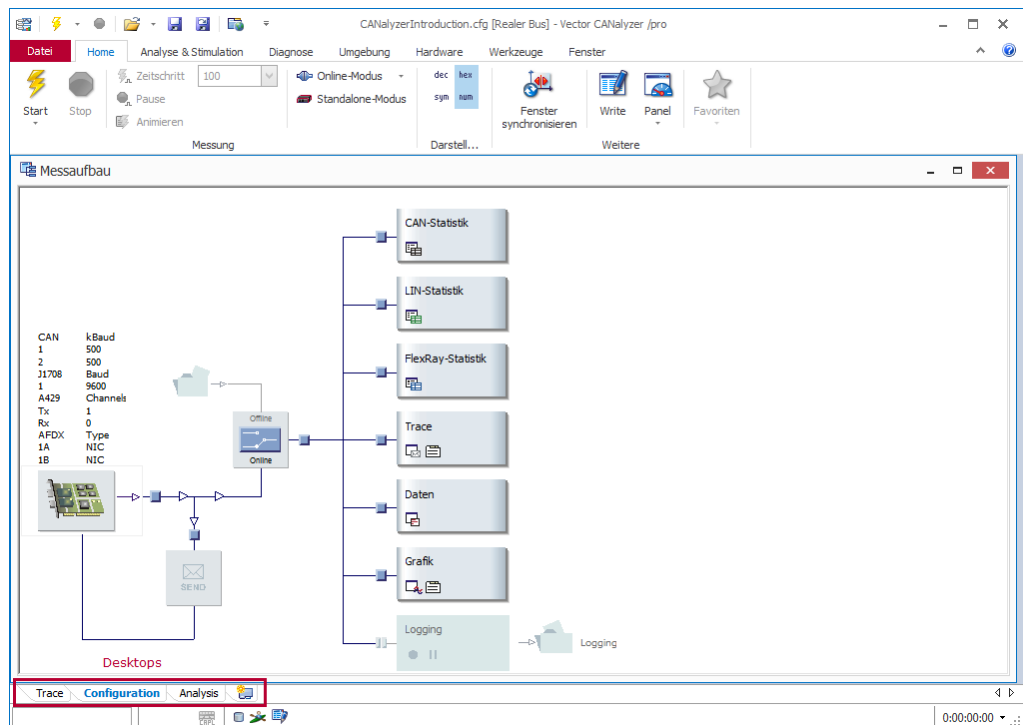 CANalyzerIntroduction.cfg [Realer Bus] - Vector CANalyzer /pro
Datei Home Analyse & Stimulation Diagnose Umgebung Hardware Werkzeuge Fenster
Start
Stop
Zeitschritt 100
Pause
Animieren
Messung
Online-Modus
Standalone-Modus
dec hex
sym num
Darstell...
Fenster
synchronisieren
Write
Panel
Favoriten
Weitere
Messaufbau
CAN-Statistik
LIN-Statistik
FlexRay-Statistik
Trace
Daten
Grafik
Logging
Logging
CAN kBaud
1 500
2 500
J1708 Baud
1 9600
A429 Channels
Tx 1
Rx 0
AFDX Type
1A NIC
1B NIC
Offline
Online
SEND
Desktops
Trace Configuration Analysis
CAPL
0:00:00:00